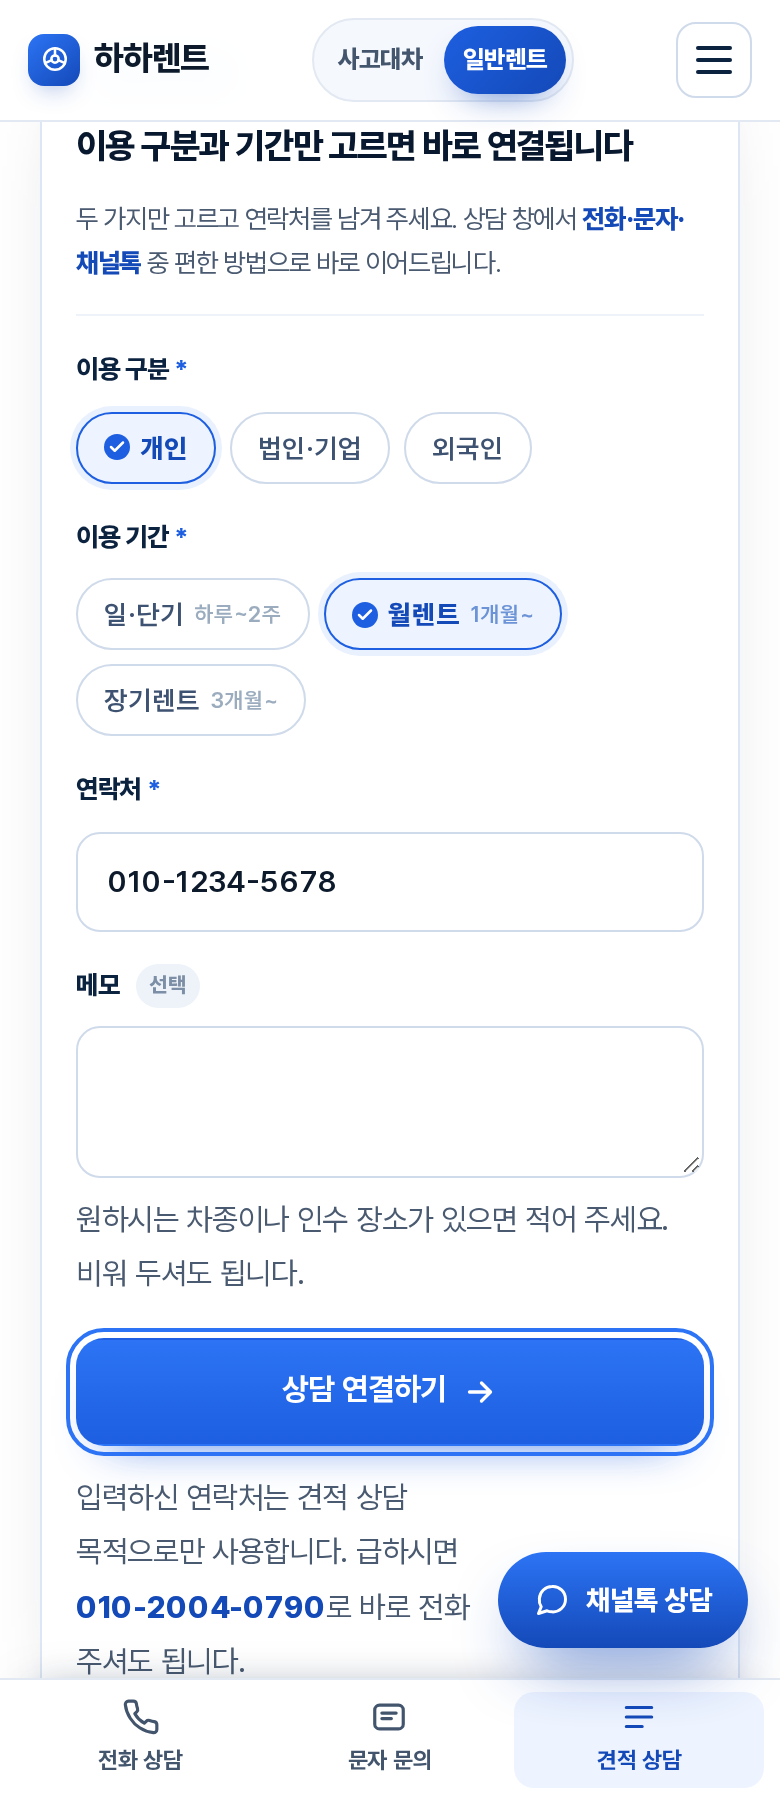 하하렌트
사고대차
일반렌트
이용 구분과 기간만 고르면 바로 연결됩니다
두 가지만 고르고 연락처를 남겨 주세요. 상담 창에서 전화·문자·
채널톡 중 편한 방법으로 바로 이어드립니다.
이용 구분 *
개인
법인·기업
외국인
이용 기간 *
일·단기 하루~2주
월렌트 1개월~
장기렌트 3개월~
연락처 *
010-1234-5678
메모 선택
원하시는 차종이나 인수 장소가 있으면 적어 주세요.
비워 두셔도 됩니다.
상담 연결하기 →
입력하신 연락처는 견적 상담
목적으로만 사용합니다. 급하시면
010-2004-0790로 바로 전화
주셔도 됩니다.
채널톡 상담
전화 상담
문자 문의
견적 상담